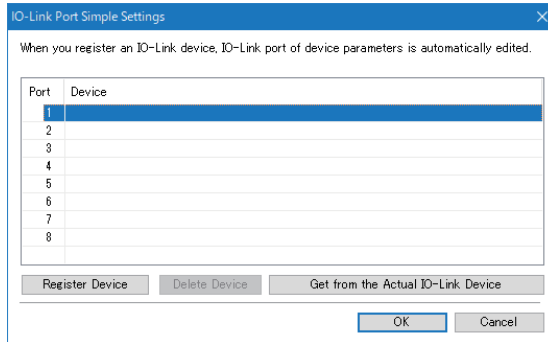 IO-Link Port Simple Settings
When you register an IO-Link device, IO-Link port of device parameters is automatically edited.
Port Device
1
2
3
4
5
6
7
8
Register Device Delete Device Get from the Actual IO-Link Device
OK Cancel